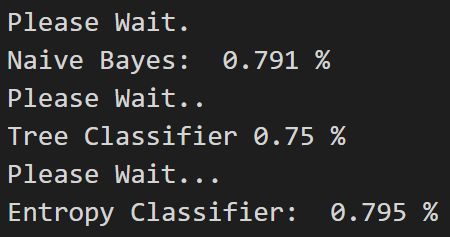 Please Wait.
Naive Bayes:  0.791 %
Please Wait..
Tree Classifier 0.75 %
Please Wait...
Entropy Classifier:  0.795 %